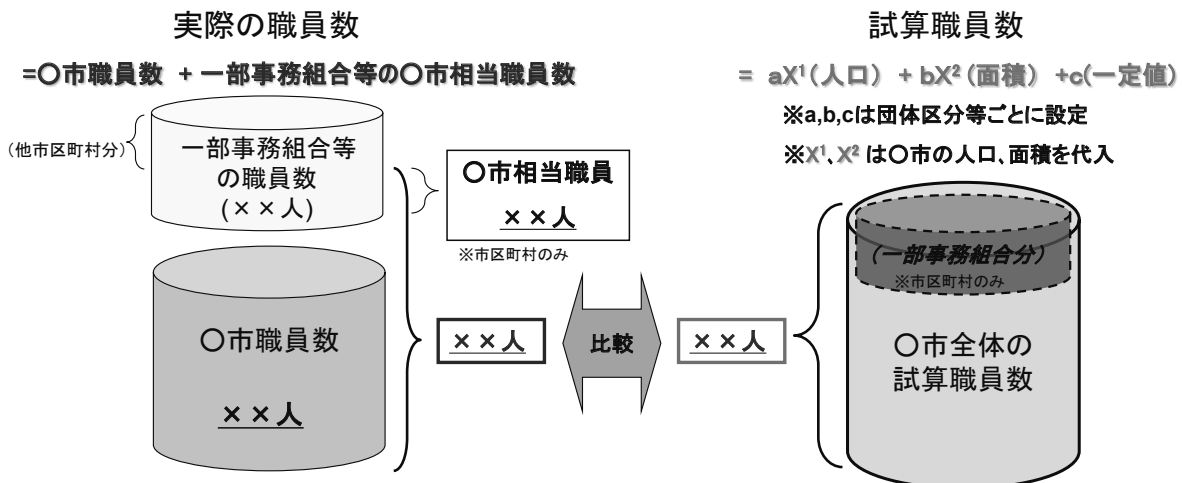 実際の職員数
=〇市職員数 + 一部事務組合等の〇市相当職員数
(他市区町村分)
一部事務組合等
の職員数
(××人)
〇市相当職員
××人
※市区町村のみ
〇市職員数
××人
××人
比較
××人
試算職員数
= aX¹(人口) + bX²(面積) +c(一定値)
※a,b,cは団体区分等ごとに設定
※X¹、X² は〇市の人口、面積を代入
(一部事務組合分)
※市区町村のみ
〇市全体の
試算職員数